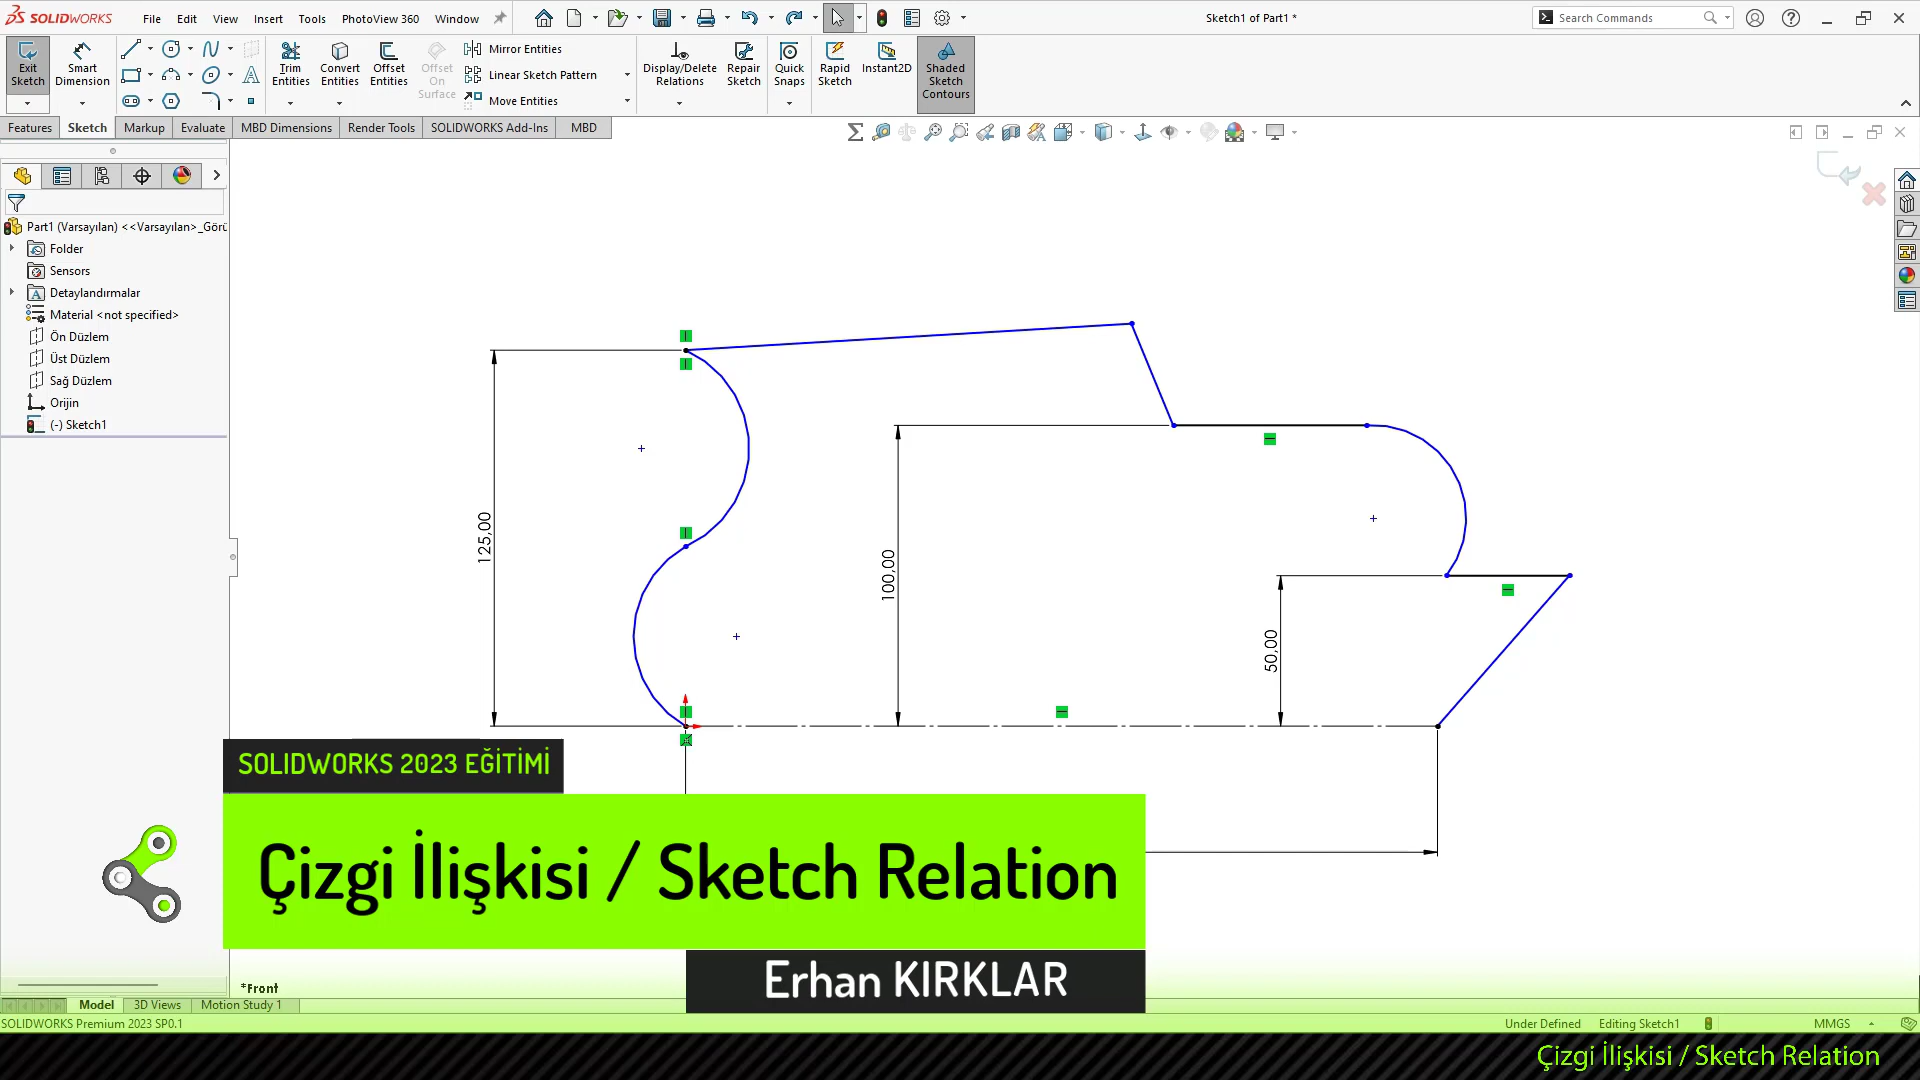 SOLIDWORKS
File Edit View Insert Tools PhotoView 360 Window
Sketch1 of Part1 *
Search Commands
Exit Sketch
Smart Dimension
Trim Entities
Convert Entities
Offset Entities
Offset On Surface
Mirror Entities
Linear Sketch Pattern
Move Entities
Display/Delete Relations
Repair Sketch
Quick Snaps
Rapid Sketch
Instant2D
Shaded Sketch Contours
Features Sketch Markup Evaluate MBD Dimensions Render Tools SOLIDWORKS Add-Ins MBD
Part1 (Varsayılan) <<Varsayılan>_Görü
Folder
Sensors
Detaylandırmalar
Material <not specified>
Ön Düzlem
Üst Düzlem
Sağ Düzlem
Orijin
(-) Sketch1
125,00
100,00
50,00
SOLIDWORKS 2023 EĞİTİMİ
Çizgi İlişkisi / Sketch Relation
Erhan KIRKLAR
*Front
Model 3D Views Motion Study 1
SOLIDWORKS Premium 2023 SP0.1
Under Defined Editing Sketch1 MMGS
Çizgi İlişkisi / Sketch Relation